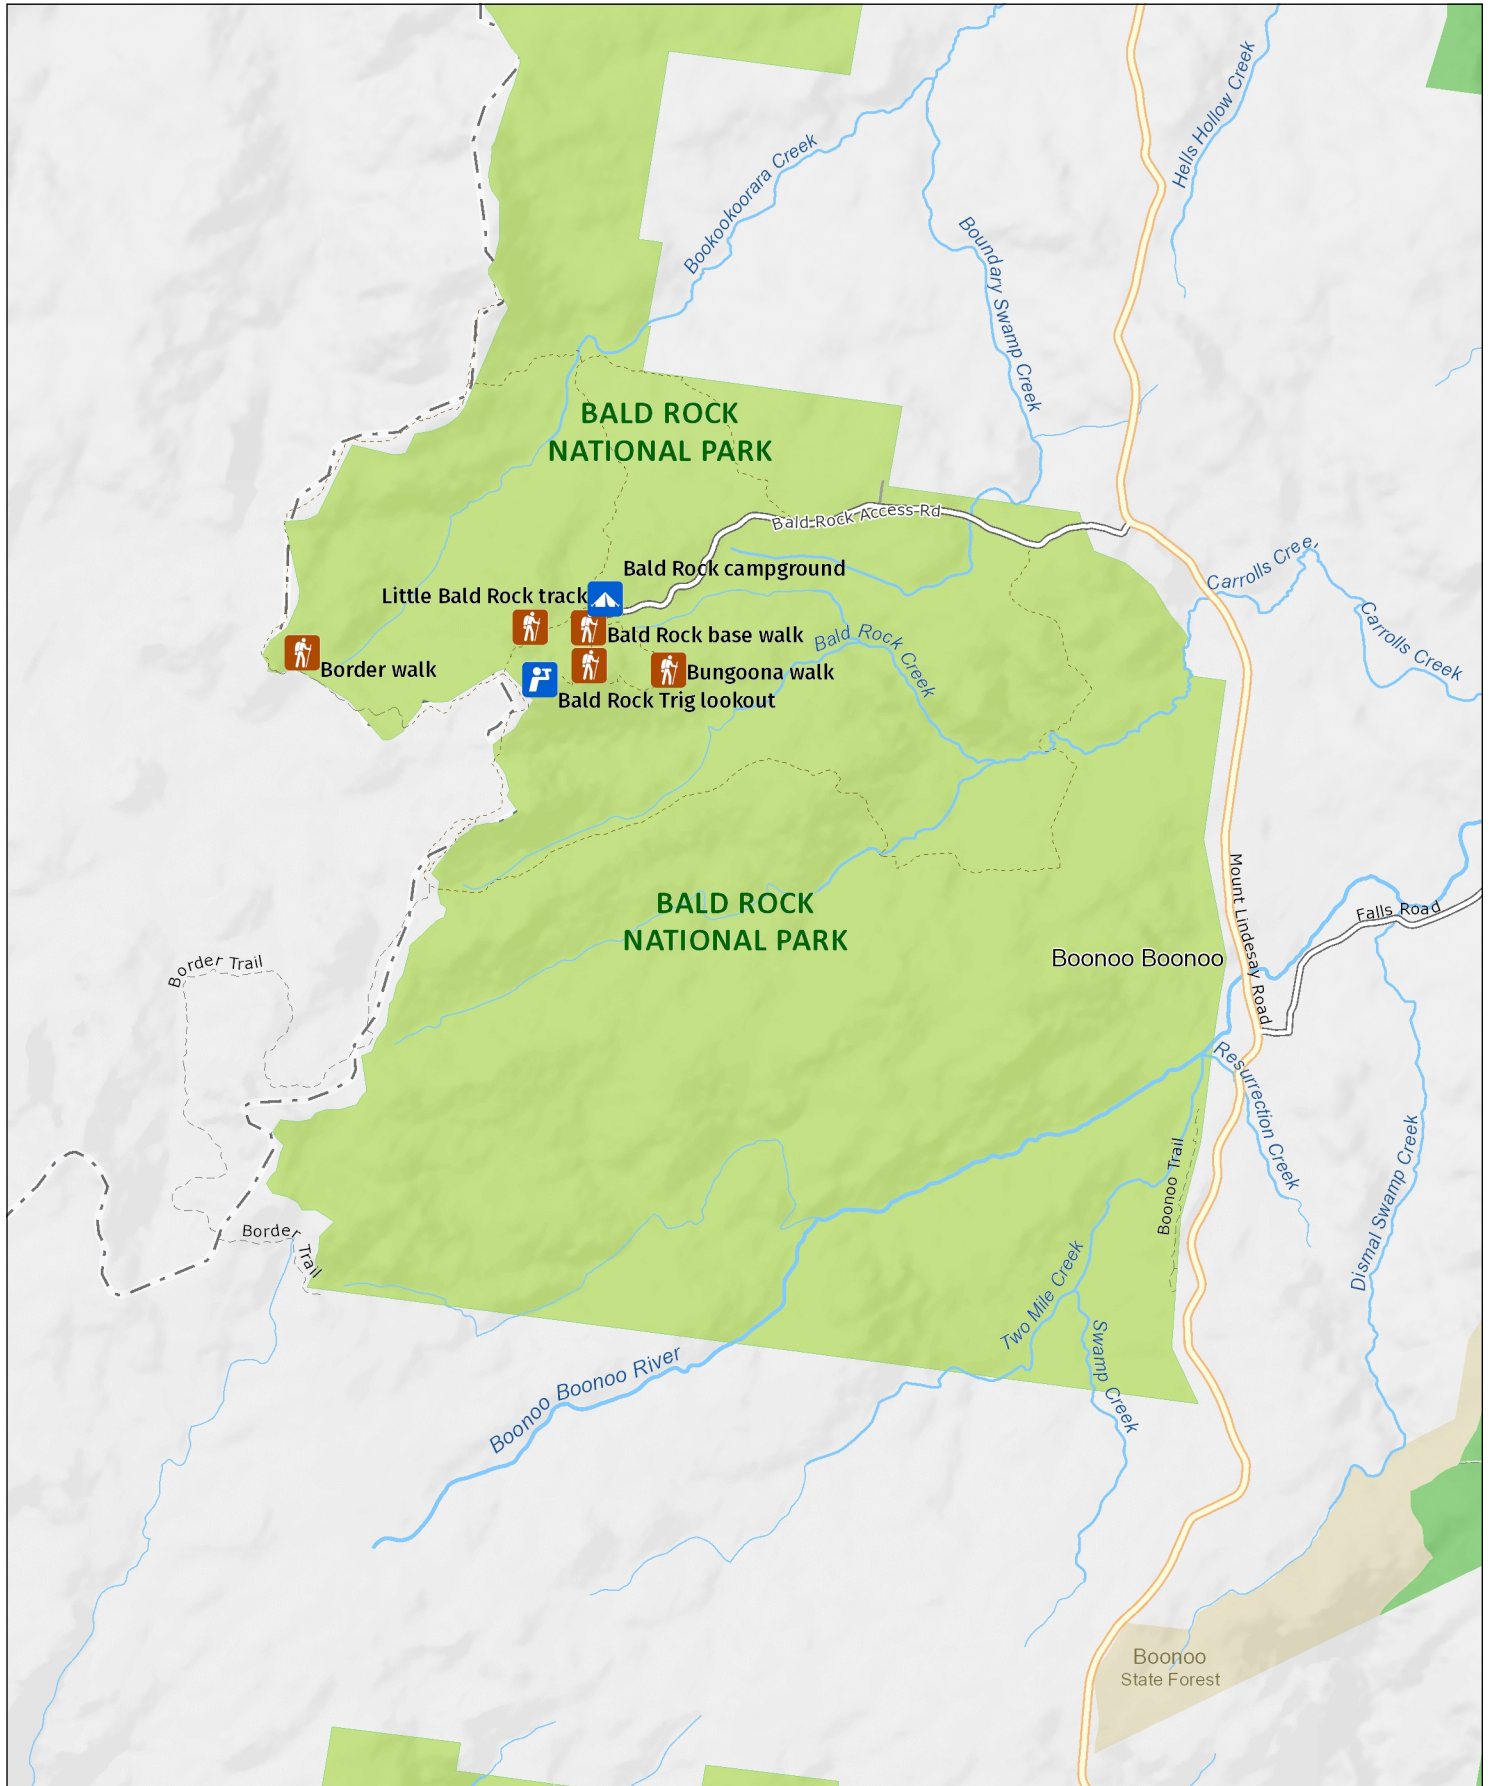 Hells Hollow Creek
Bookookoorara Creek
Boundary Swamp Creek
BALD ROCK
NATIONAL PARK
Bald Rock Access Rd
Carrolls Cree
Bald Rock campground
Little Bald Rock track
Carrolls Creek
Bald Rock base walk
Bald Rock Creek
Border walk
Bungoona walk
Bald Rock Trig lookout
BALD ROCK
NATIONAL PARK
Mount Lindesay Road
Falls Road
Boonoo Boonoo
Border Trail
Resurrection Creek
Dismal Swamp Creek
Boonoo Trail
Border Trail
Two Mile Creek
Swamp Creek
Boonoo Boonoo River
Boonoo
State Forest